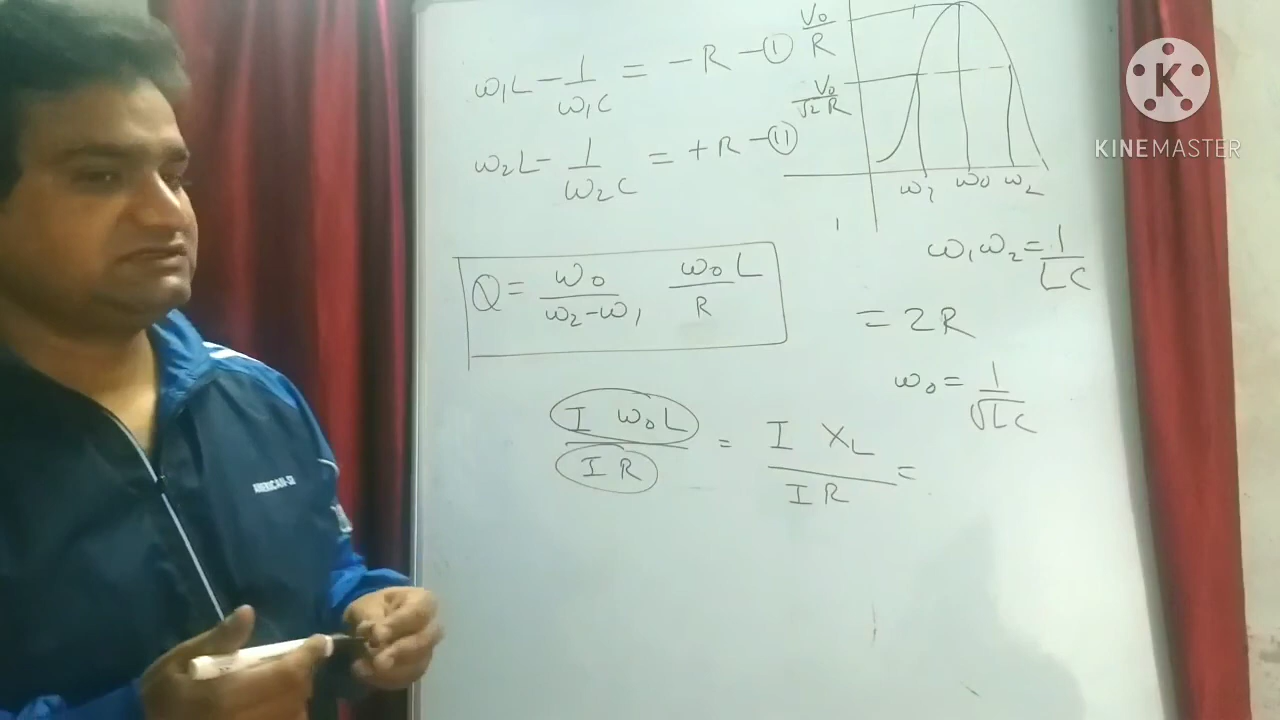 ω₁L – 1/ω₁C = – R – (I)
ω₂L – 1/ω₂C = + R – (II)
V₀/R
V₀/√2 R
ω₁ ω₀ ω₂
K
KINEMASTER
ω₁ω₂ = 1/LC
Q = ω₀/ω₂–ω₁ ω₀L/R
= 2R
ω₀ = 1/√LC
I ω₀L/I R = I X_L/I R =